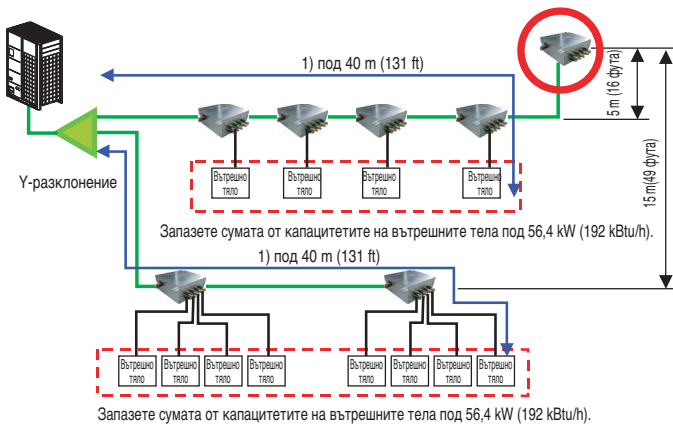 1) под 40 m (131 ft)
5 m (16 фута)
15 m(49 фута)
Y-разклонение
Вътрешно
тяло
Вътрешно
тяло
Вътрешно
тяло
Вътрешно
тяло
Запазете сумата от капацитетите на вътрешните тела под 56,4 kW (192 kBtu/h).
1) под 40 m (131 ft)
Вътрешно
тяло
Вътрешно
тяло
Вътрешно
тяло
Вътрешно
тяло
Вътрешно
тяло
Вътрешно
тяло
Вътрешно
тяло
Вътрешно
тяло
Запазете сумата от капацитетите на вътрешните тела под 56,4 kW (192 kBtu/h).